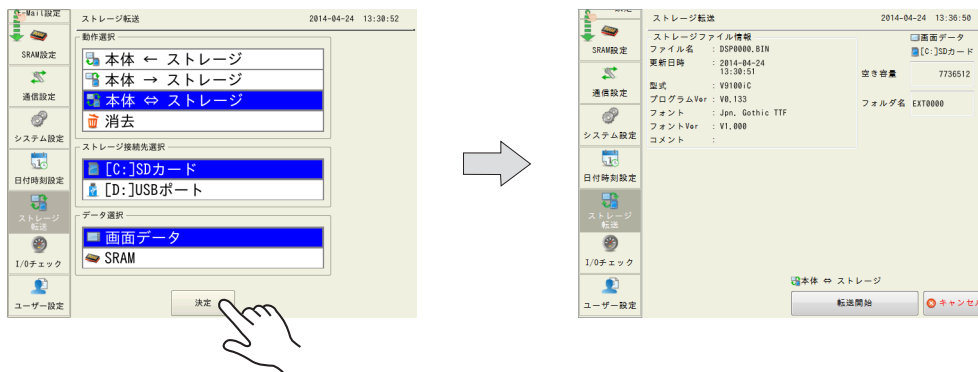 E-Mail設定
SRAM設定
通信設定
システム設定
日付時刻設定
ストレージ
転送
I/Oチェック
ユーザー設定
ストレージ転送
2014-04-24 13:30:52
動作選択
本体 ← ストレージ
本体 → ストレージ
本体 ⇔ ストレージ
消去
ストレージ接続先選択
[C:]SDカード
[D:]USBポート
データ選択
画面データ
SRAM
決定
SRAM設定
通信設定
システム設定
日付時刻設定
ストレージ
転送
I/Oチェック
ユーザー設定
ストレージ転送
2014-04-24 13:36:50
ストレージファイル情報
ファイル名 : DSP0000.BIN
更新日時 : 2014-04-24
13:30:51
型式 : V9100iC
プログラムVer : V0.133
フォント : Jpn. Gothic TTF
フォントVer : V1.000
コメント :
画面データ
[C:]SDカード
空き容量 7736512
フォルダ名 EXT0000
本体 ⇔ ストレージ
転送開始
キャンセル